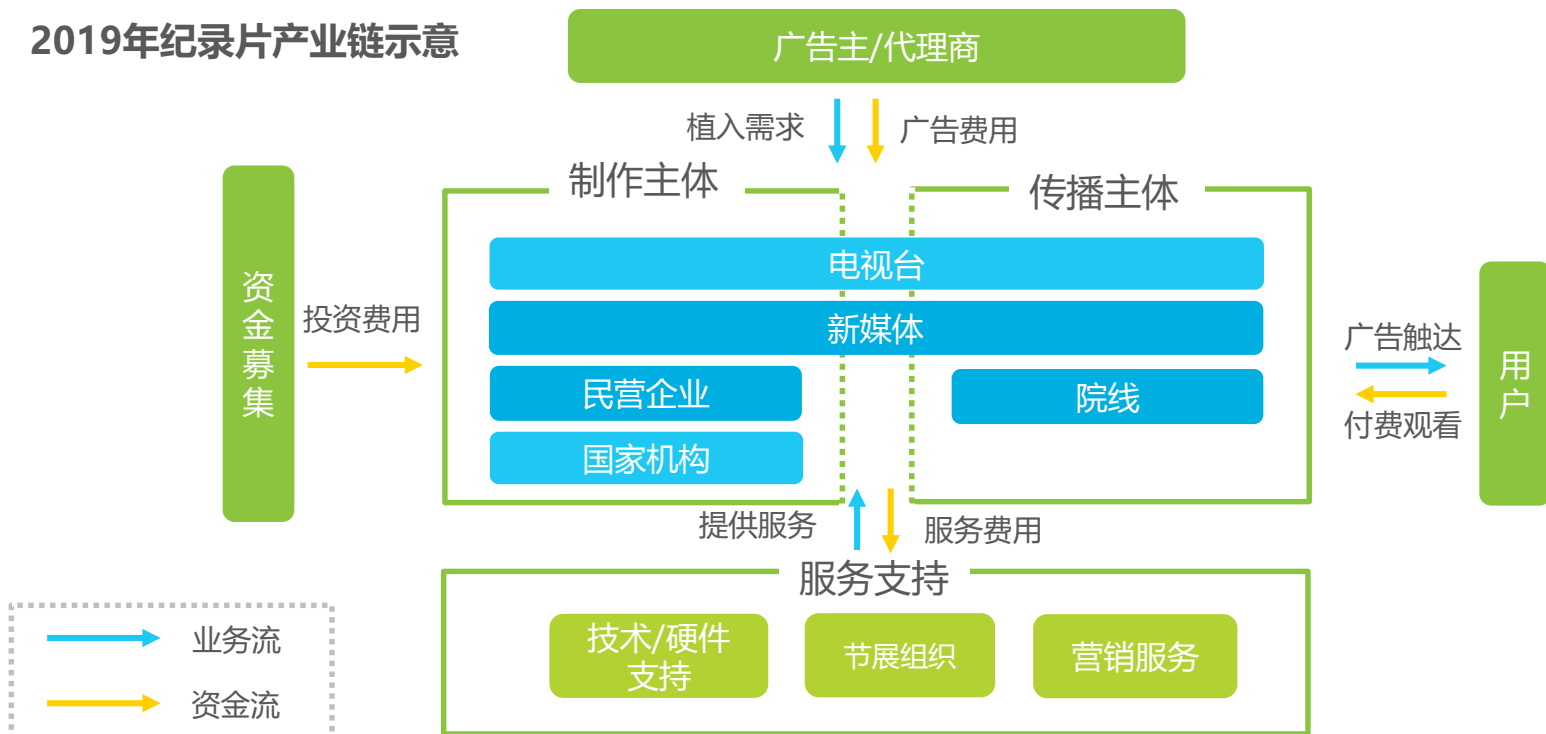 2019年纪录片产业链示意
广告主/代理商
植入需求
广告费用
制作主体
传播主体
资金募集
投资费用
电视台
新媒体
民营企业
国家机构
院线
广告触达
付费观看
用户
提供服务
服务费用
服务支持
技术/硬件
支持
节展组织
营销服务
业务流
资金流